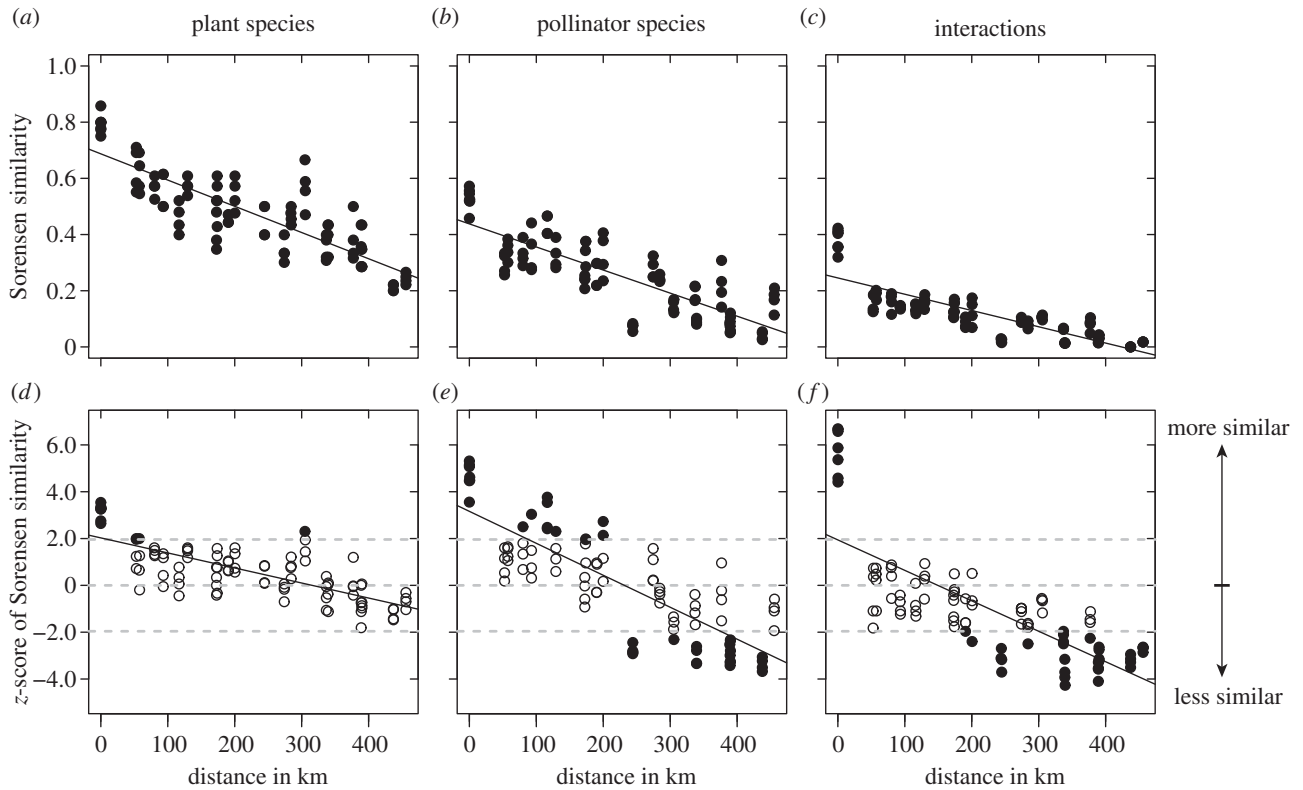 (a) plant species (b) pollinator species (c) interactions
Sorensen similarity
1.0
0.8
0.6
0.4
0.2
0
(d) (e) (f)
z-score of Sorensen similarity
6.0
4.0
2.0
0
−2.0
−4.0
more similar
less similar
0 100 200 300 400 0 100 200 300 400 0 100 200 300 400
distance in km distance in km distance in km